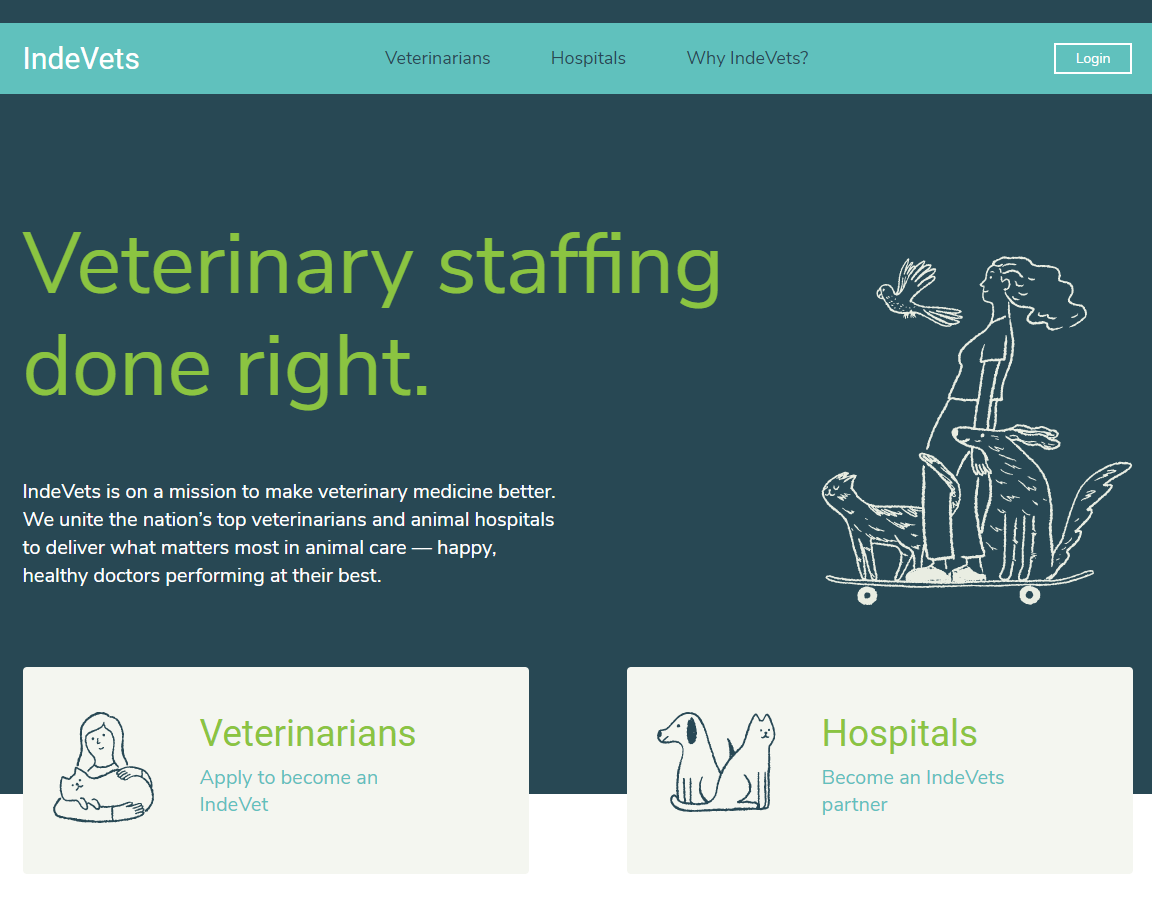 IndeVets
Veterinarians
Hospitals
Why IndeVets?
Login
Veterinary staffing
done right.
IndeVets is on a mission to make veterinary medicine better.
We unite the nation’s top veterinarians and animal hospitals
to deliver what matters most in animal care — happy,
healthy doctors performing at their best.
Veterinarians
Apply to become an
IndeVet
Hospitals
Become an IndeVets
partner